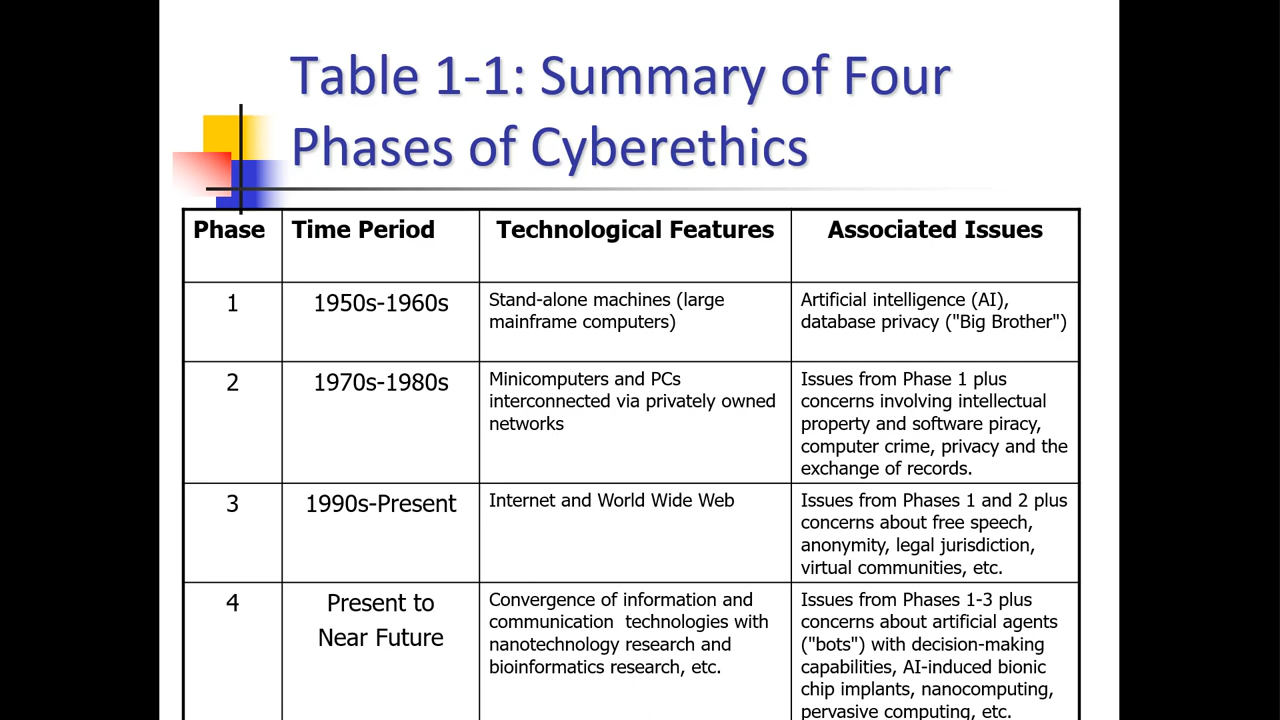 Table 1-1: Summary of Four
Phases of Cyberethics
Phase Time Period Technological Features Associated Issues
1 1950s-1960s Stand-alone machines (large
mainframe computers)
Artificial intelligence (AI),
database privacy ("Big Brother")
2 1970s-1980s Minicomputers and PCs
interconnected via privately owned
networks
Issues from Phase 1 plus
concerns involving intellectual
property and software piracy,
computer crime, privacy and the
exchange of records.
3 1990s-Present Internet and World Wide Web
Issues from Phases 1 and 2 plus
concerns about free speech,
anonymity, legal jurisdiction,
virtual communities, etc.
4 Present to
Near Future
Convergence of information and
communication technologies with
nanotechnology research and
bioinformatics research, etc.
Issues from Phases 1-3 plus
concerns about artificial agents
("bots") with decision-making
capabilities, AI-induced bionic
chip implants, nanocomputing,
pervasive computing, etc.